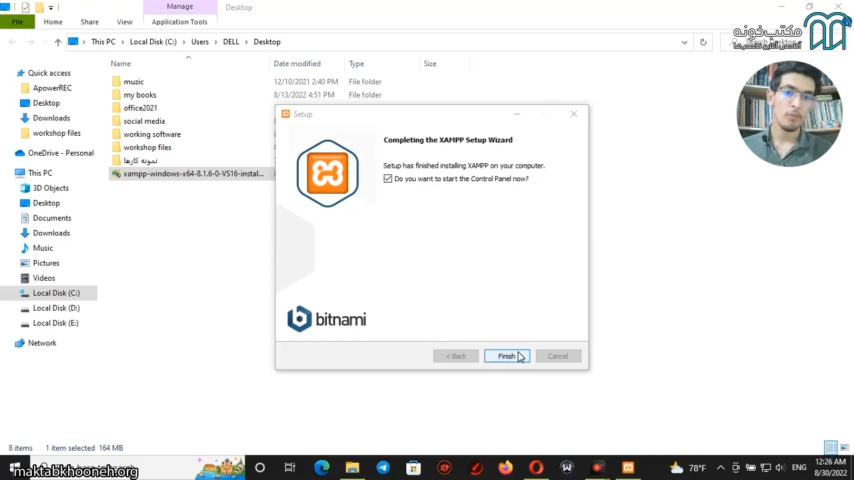 Manage
Desktop
File
Home
Share
View
Application Tools
This PC
Local Disk (C:)
Users
DELL
Desktop
مکتب‌خونه
Name
Date modified
Type
Size
Quick access
ApowerREC
Desktop
Downloads
workshop files
OneDrive - Personal
This PC
3D Objects
Desktop
Documents
Downloads
Music
Pictures
Videos
Local Disk (C:)
Local Disk (D:)
Local Disk (E:)
Network
muzic
12/10/2021 2:40 PM
File folder
my books
8/13/2022 4:51 PM
File folder
office2021
social media
working software
workshop files
نمونه کارها
xampp-windows-x64-8.1.6-0-VS16-instal...
Setup
Completing the XAMPP Setup Wizard
Setup has finished installing XAMPP on your computer.
Do you want to start the Control Panel now?
bitnami
< Back
Finish
Cancel
8 items
1 item selected 164 MB
maktabkhooneh.org
78°F
ENG
12:26 AM
8/30/2022